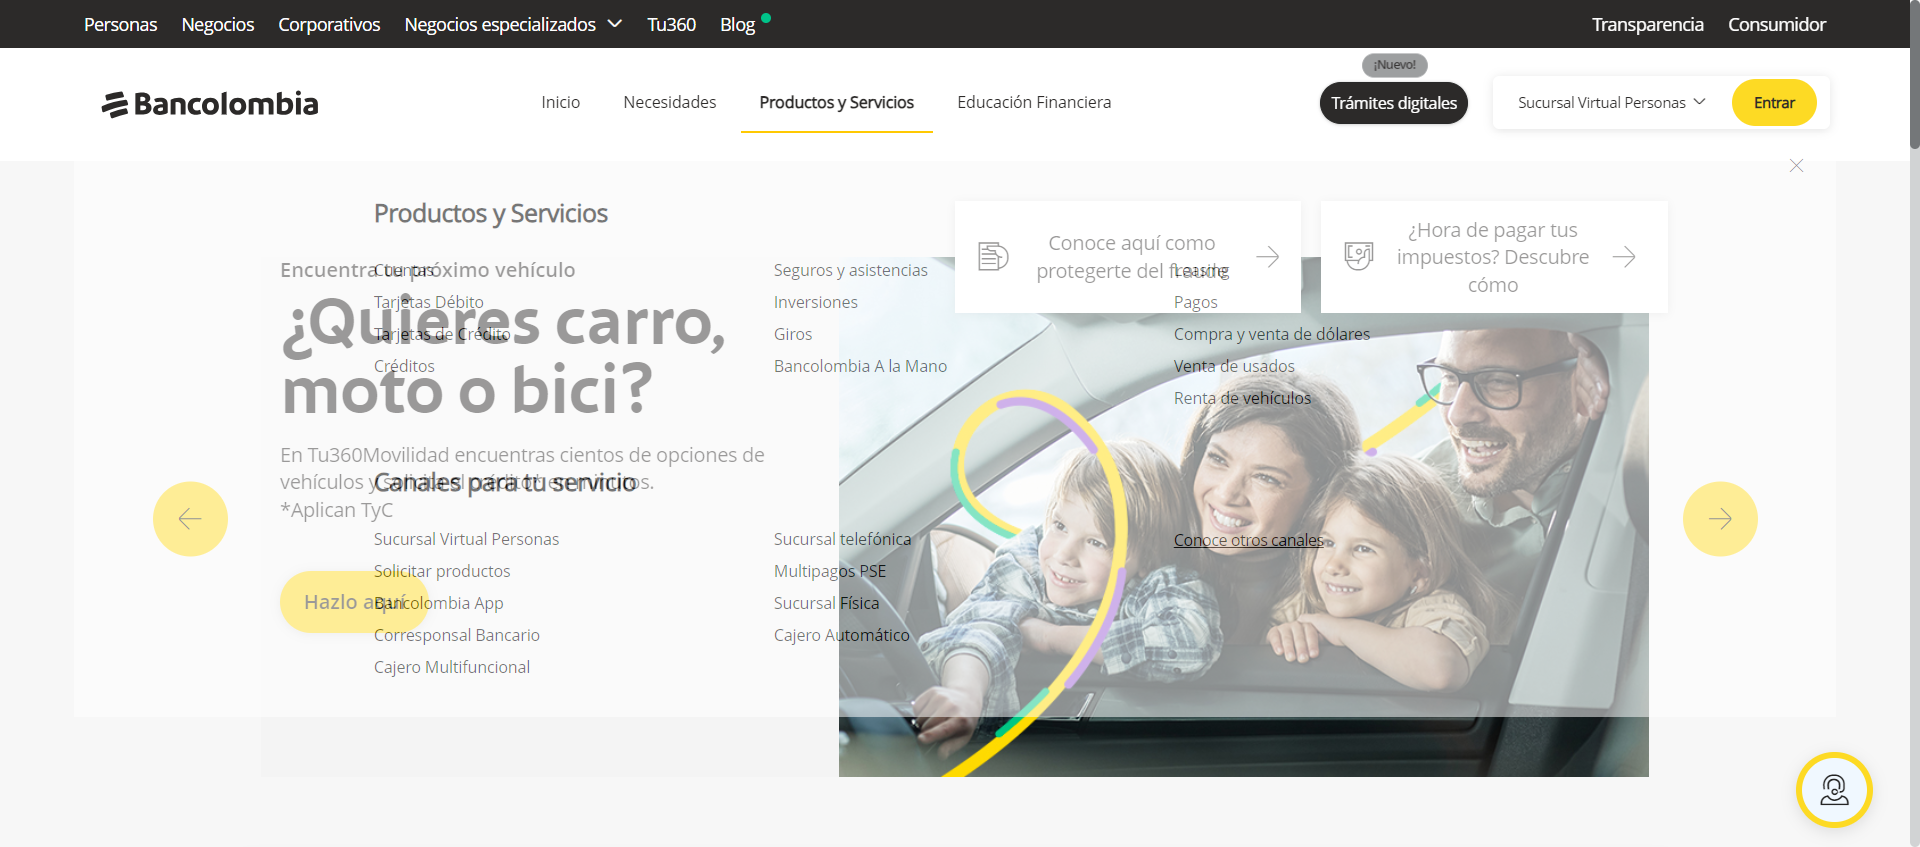 Personas Negocios Corporativos Negocios especializados Tu360 Blog Transparencia Consumidor
¡Nuevo!
Bancolombia Inicio Necesidades Productos y Servicios Educación Financiera Trámites digitales Sucursal Virtual Personas Entrar
Productos y Servicios
Conoce aquí como
protegerte del fraude
¿Hora de pagar tus
impuestos? Descubre
cómo
Encuentra tu próximo vehículo
¿Quieres carro,
moto o bici?
En Tu360Movilidad encuentras cientos de opciones de
vehículos y solicita el crédito en minutos.
*Aplican TyC
Hazlo aquí
Cuentas
Tarjetas Débito
Tarjetas de Crédito
Créditos
Seguros y asistencias
Inversiones
Giros
Bancolombia A la Mano
Leasing
Pagos
Compra y venta de dólares
Venta de usados
Renta de vehículos
Canales para tu servicio
Sucursal Virtual Personas
Solicitar productos
Bancolombia App
Corresponsal Bancario
Cajero Multifuncional
Sucursal telefónica
Multipagos PSE
Sucursal Física
Cajero Automático
Conoce otros canales